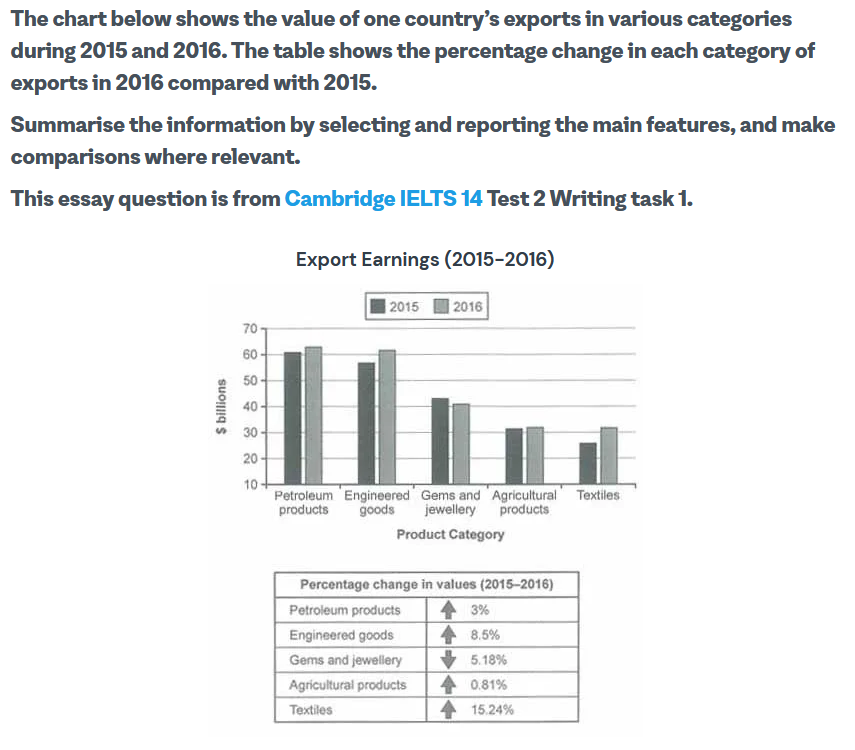 The chart below shows the value of one country’s exports in various categories
during 2015 and 2016. The table shows the percentage change in each category of
exports in 2016 compared with 2015.
Summarise the information by selecting and reporting the main features, and make
comparisons where relevant.
This essay question is from Cambridge IELTS 14 Test 2 Writing task 1.
Export Earnings (2015–2016)
2015 2016
70
60
50
40
30
20
10
$ billions
Petroleum products
Engineered goods
Gems and jewellery
Agricultural products
Textiles
Product Category
Percentage change in values (2015–2016)
Petroleum products 3%
Engineered goods 8.5%
Gems and jewellery 5.18%
Agricultural products 0.81%
Textiles 15.24%